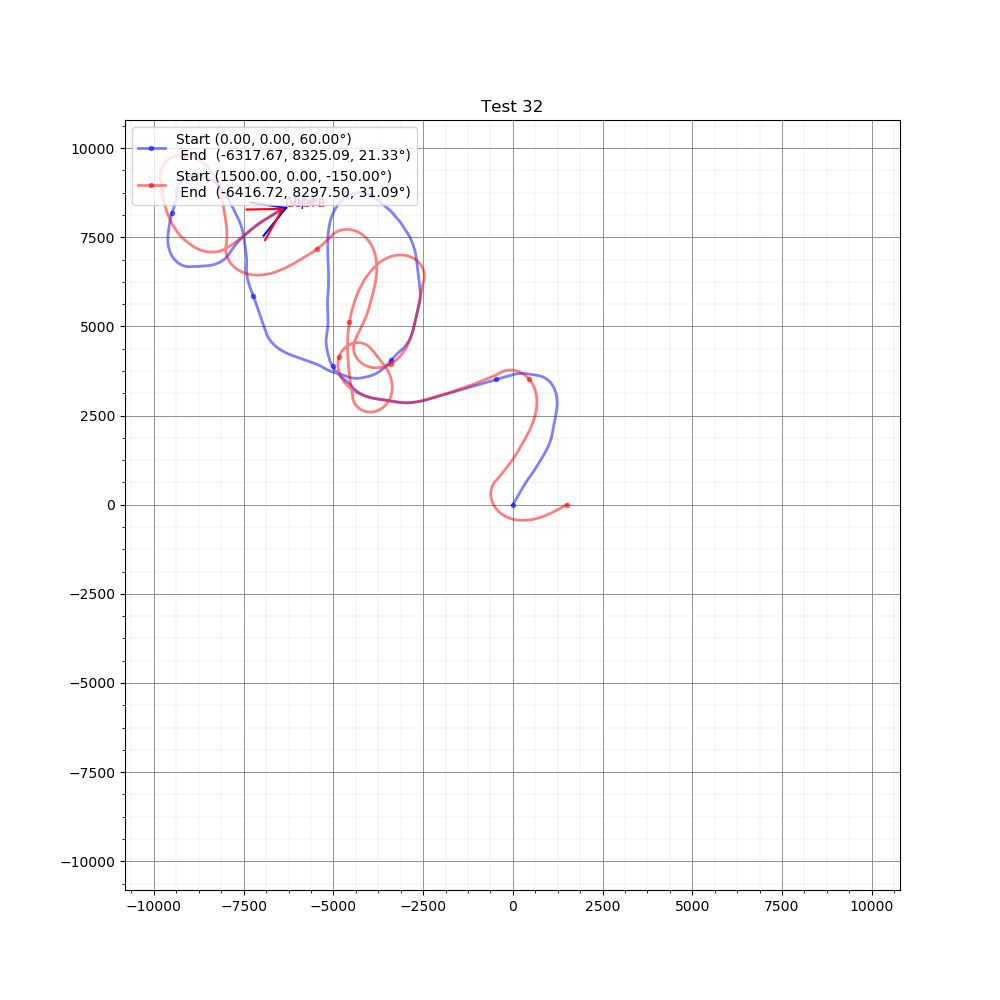 Test 32
Start (0.00, 0.00, 60.00°)
End (-6317.67, 8325.09, 21.33°)
Start (1500.00, 0.00, -150.00°)
End (-6416.72, 8297.50, 31.09°)
10000
7500
5000
2500
0
−2500
−5000
−7500
−10000
−10000 −7500 −5000 −2500 0 2500 5000 7500 10000